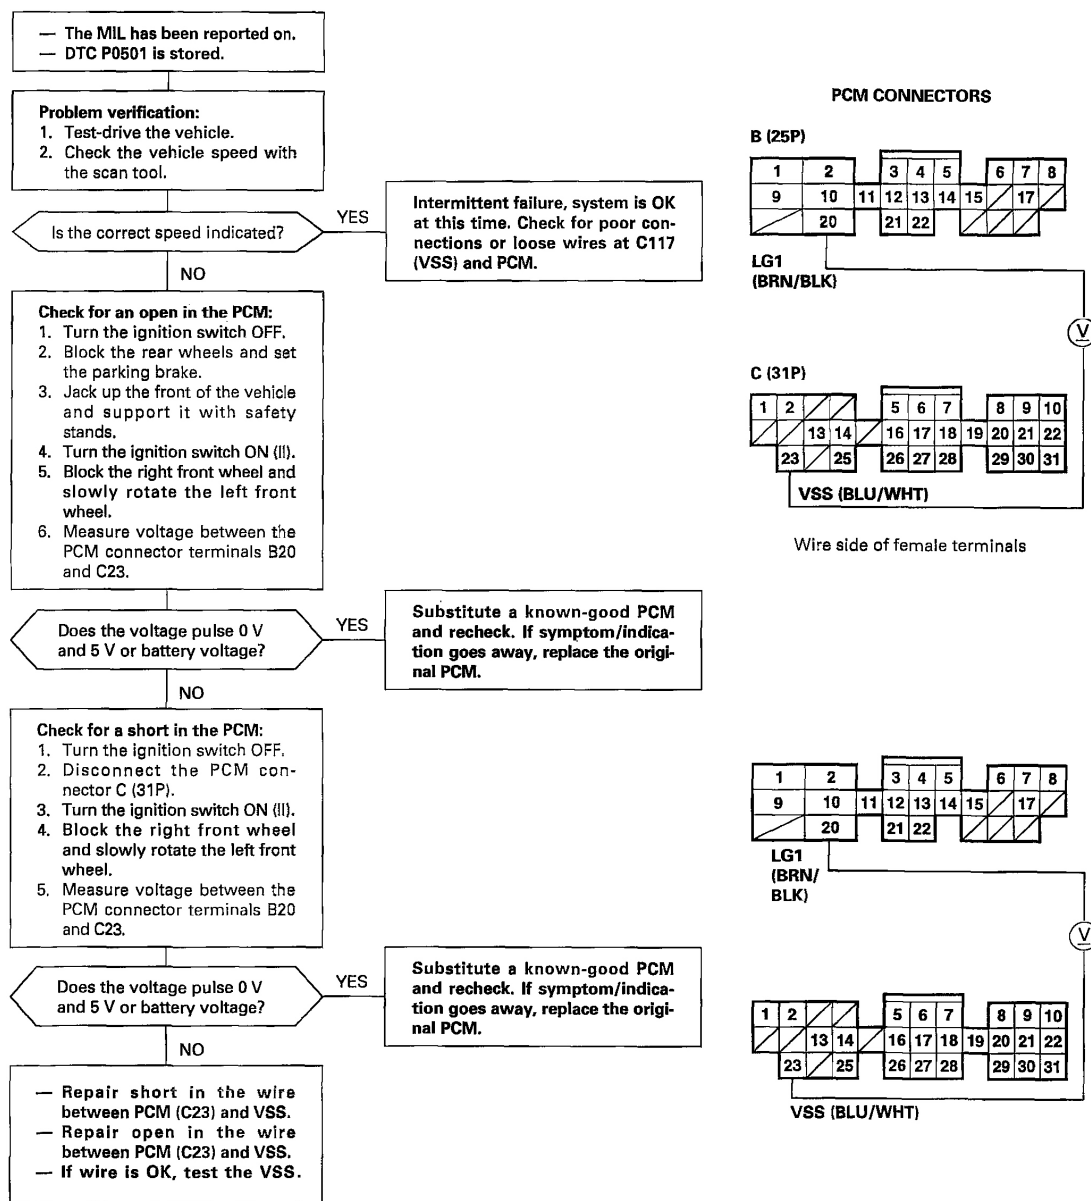 — The MIL has been reported on.
— DTC P0501 is stored.
Problem verification:
1. Test-drive the vehicle.
2. Check the vehicle speed with
the scan tool.
Is the correct speed indicated?
YES
Intermittent failure, system is OK
at this time. Check for poor con-
nections or loose wires at C117
(VSS) and PCM.
NO
Check for an open in the PCM:
1. Turn the ignition switch OFF.
2. Block the rear wheels and set
the parking brake.
3. Jack up the front of the vehicle
and support it with safety
stands.
4. Turn the ignition switch ON (II).
5. Block the right front wheel and
slowly rotate the left front
wheel.
6. Measure voltage between the
PCM connector terminals B20
and C23.
Does the voltage pulse 0 V
and 5 V or battery voltage?
YES
Substitute a known-good PCM
and recheck. If symptom/indica-
tion goes away, replace the origi-
nal PCM.
NO
Check for a short in the PCM:
1. Turn the ignition switch OFF.
2. Disconnect the PCM con-
nector C (31P).
3. Turn the ignition switch ON (II).
4. Block the right front wheel
and slowly rotate the left front
wheel.
5. Measure voltage between the
PCM connector terminals B20
and C23.
Does the voltage pulse 0 V
and 5 V or battery voltage?
YES
Substitute a known-good PCM
and recheck. If symptom/indica-
tion goes away, replace the origi-
nal PCM.
NO
— Repair short in the wire
between PCM (C23) and VSS.
— Repair open in the wire
between PCM (C23) and VSS.
— If wire is OK, test the VSS.
PCM CONNECTORS
B (25P)
1 2 3 4 5 6 7 8
9 10 11 12 13 14 15 17
20 21 22
LG1
(BRN/BLK)
V
C (31P)
1 2 5 6 7 8 9 10
13 14 16 17 18 19 20 21 22
23 25 26 27 28 29 30 31
VSS (BLU/WHT)
Wire side of female terminals
1 2 3 4 5 6 7 8
9 10 11 12 13 14 15 17
20 21 22
LG1
(BRN/
BLK)
V
1 2 5 6 7 8 9 10
13 14 16 17 18 19 20 21 22
23 25 26 27 28 29 30 31
VSS (BLU/WHT)